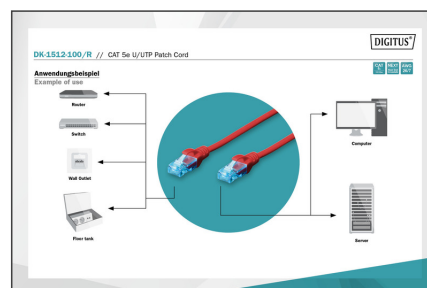 DIGITUS®
DK-1512-100/R // CAT 5e U/UTP Patch Cord
Anwendungsbeispiel
Example of use
Router
Switch
Wall Outlet
Floor tank
Computer
Server